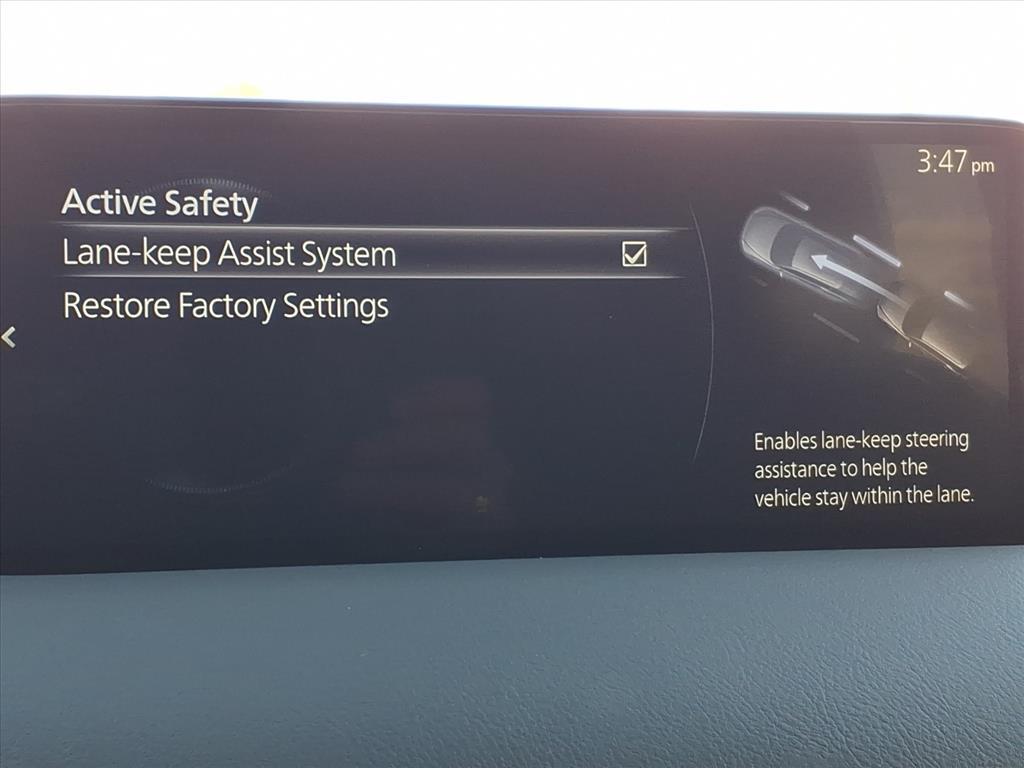 3:47 pm
Active Safety
Lane-keep Assist System
Restore Factory Settings
Enables lane-keep steering
assistance to help the
vehicle stay within the lane.